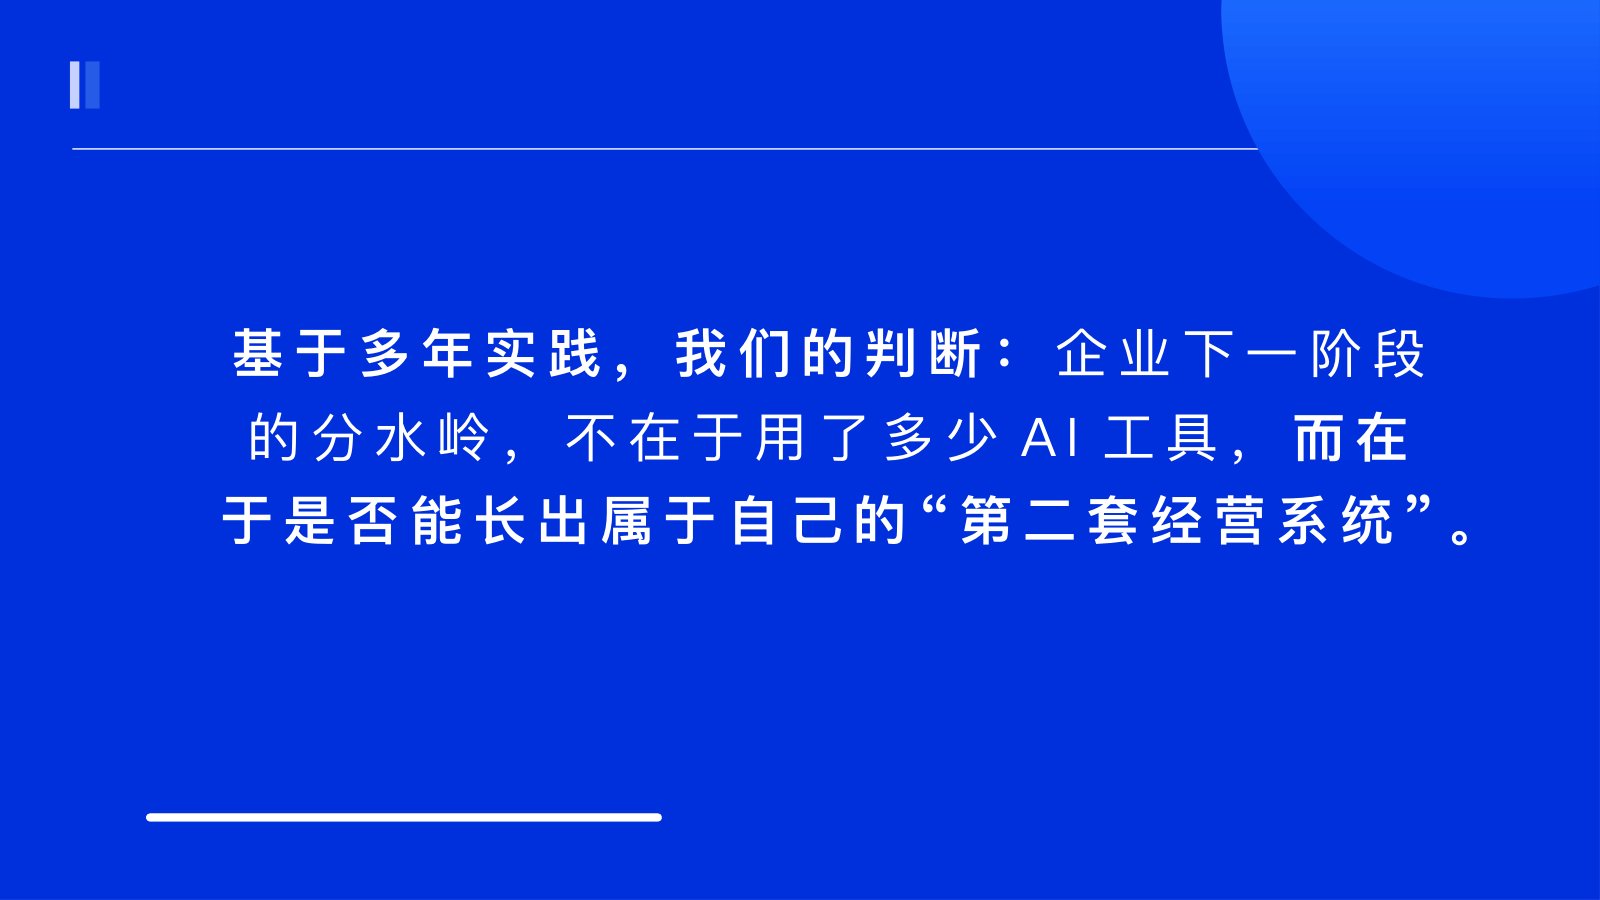 基于多年实践，我们的判断：企业下一阶段
的分水岭，不在于用了多少 AI 工具，而在
于是否能长出属于自己的“第二套经营系统”。